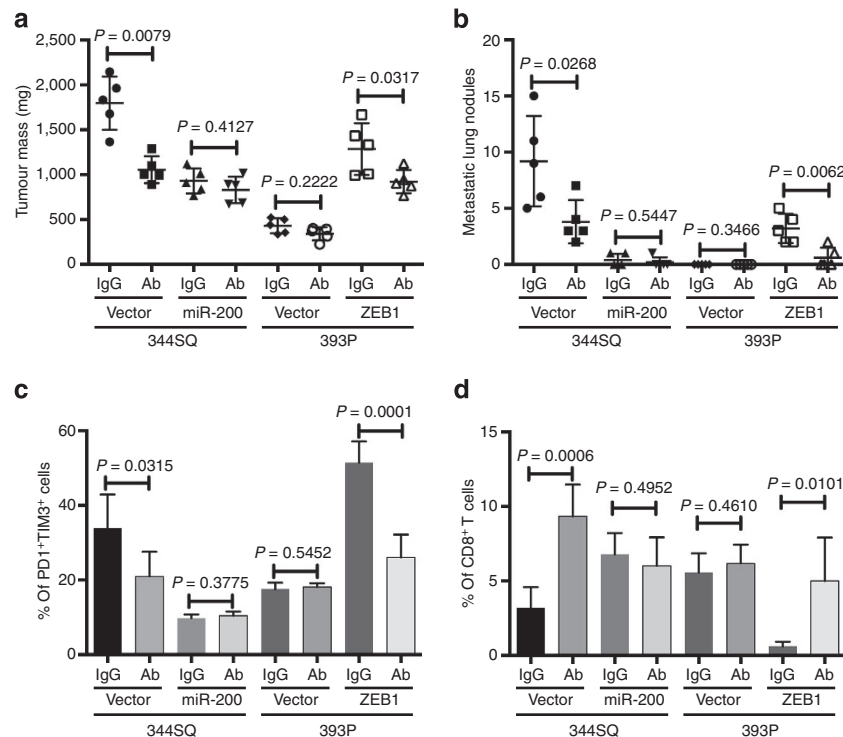 a
Tumour mass (mg)
2,500
2,000
1,500
1,000
500
0
P = 0.0079
P = 0.4127
P = 0.2222
P = 0.0317
IgG Ab IgG Ab IgG Ab IgG Ab
Vector miR-200 Vector ZEB1
344SQ 393P
b
Metastatic lung nodules
20
15
10
5
0
P = 0.0268
P = 0.5447
P = 0.3466
P = 0.0062
IgG Ab IgG Ab IgG Ab IgG Ab
Vector miR-200 Vector ZEB1
344SQ 393P
c
% Of PD1⁺TIM3⁺ cells
60
40
20
0
P = 0.0315
P = 0.3775
P = 0.5452
P = 0.0001
IgG Ab IgG Ab IgG Ab IgG Ab
Vector miR-200 Vector ZEB1
344SQ 393P
d
% Of CD8⁺ T cells
15
10
5
0
P = 0.0006
P = 0.4952
P = 0.4610
P = 0.0101
IgG Ab IgG Ab IgG Ab IgG Ab
Vector miR-200 Vector ZEB1
344SQ 393P